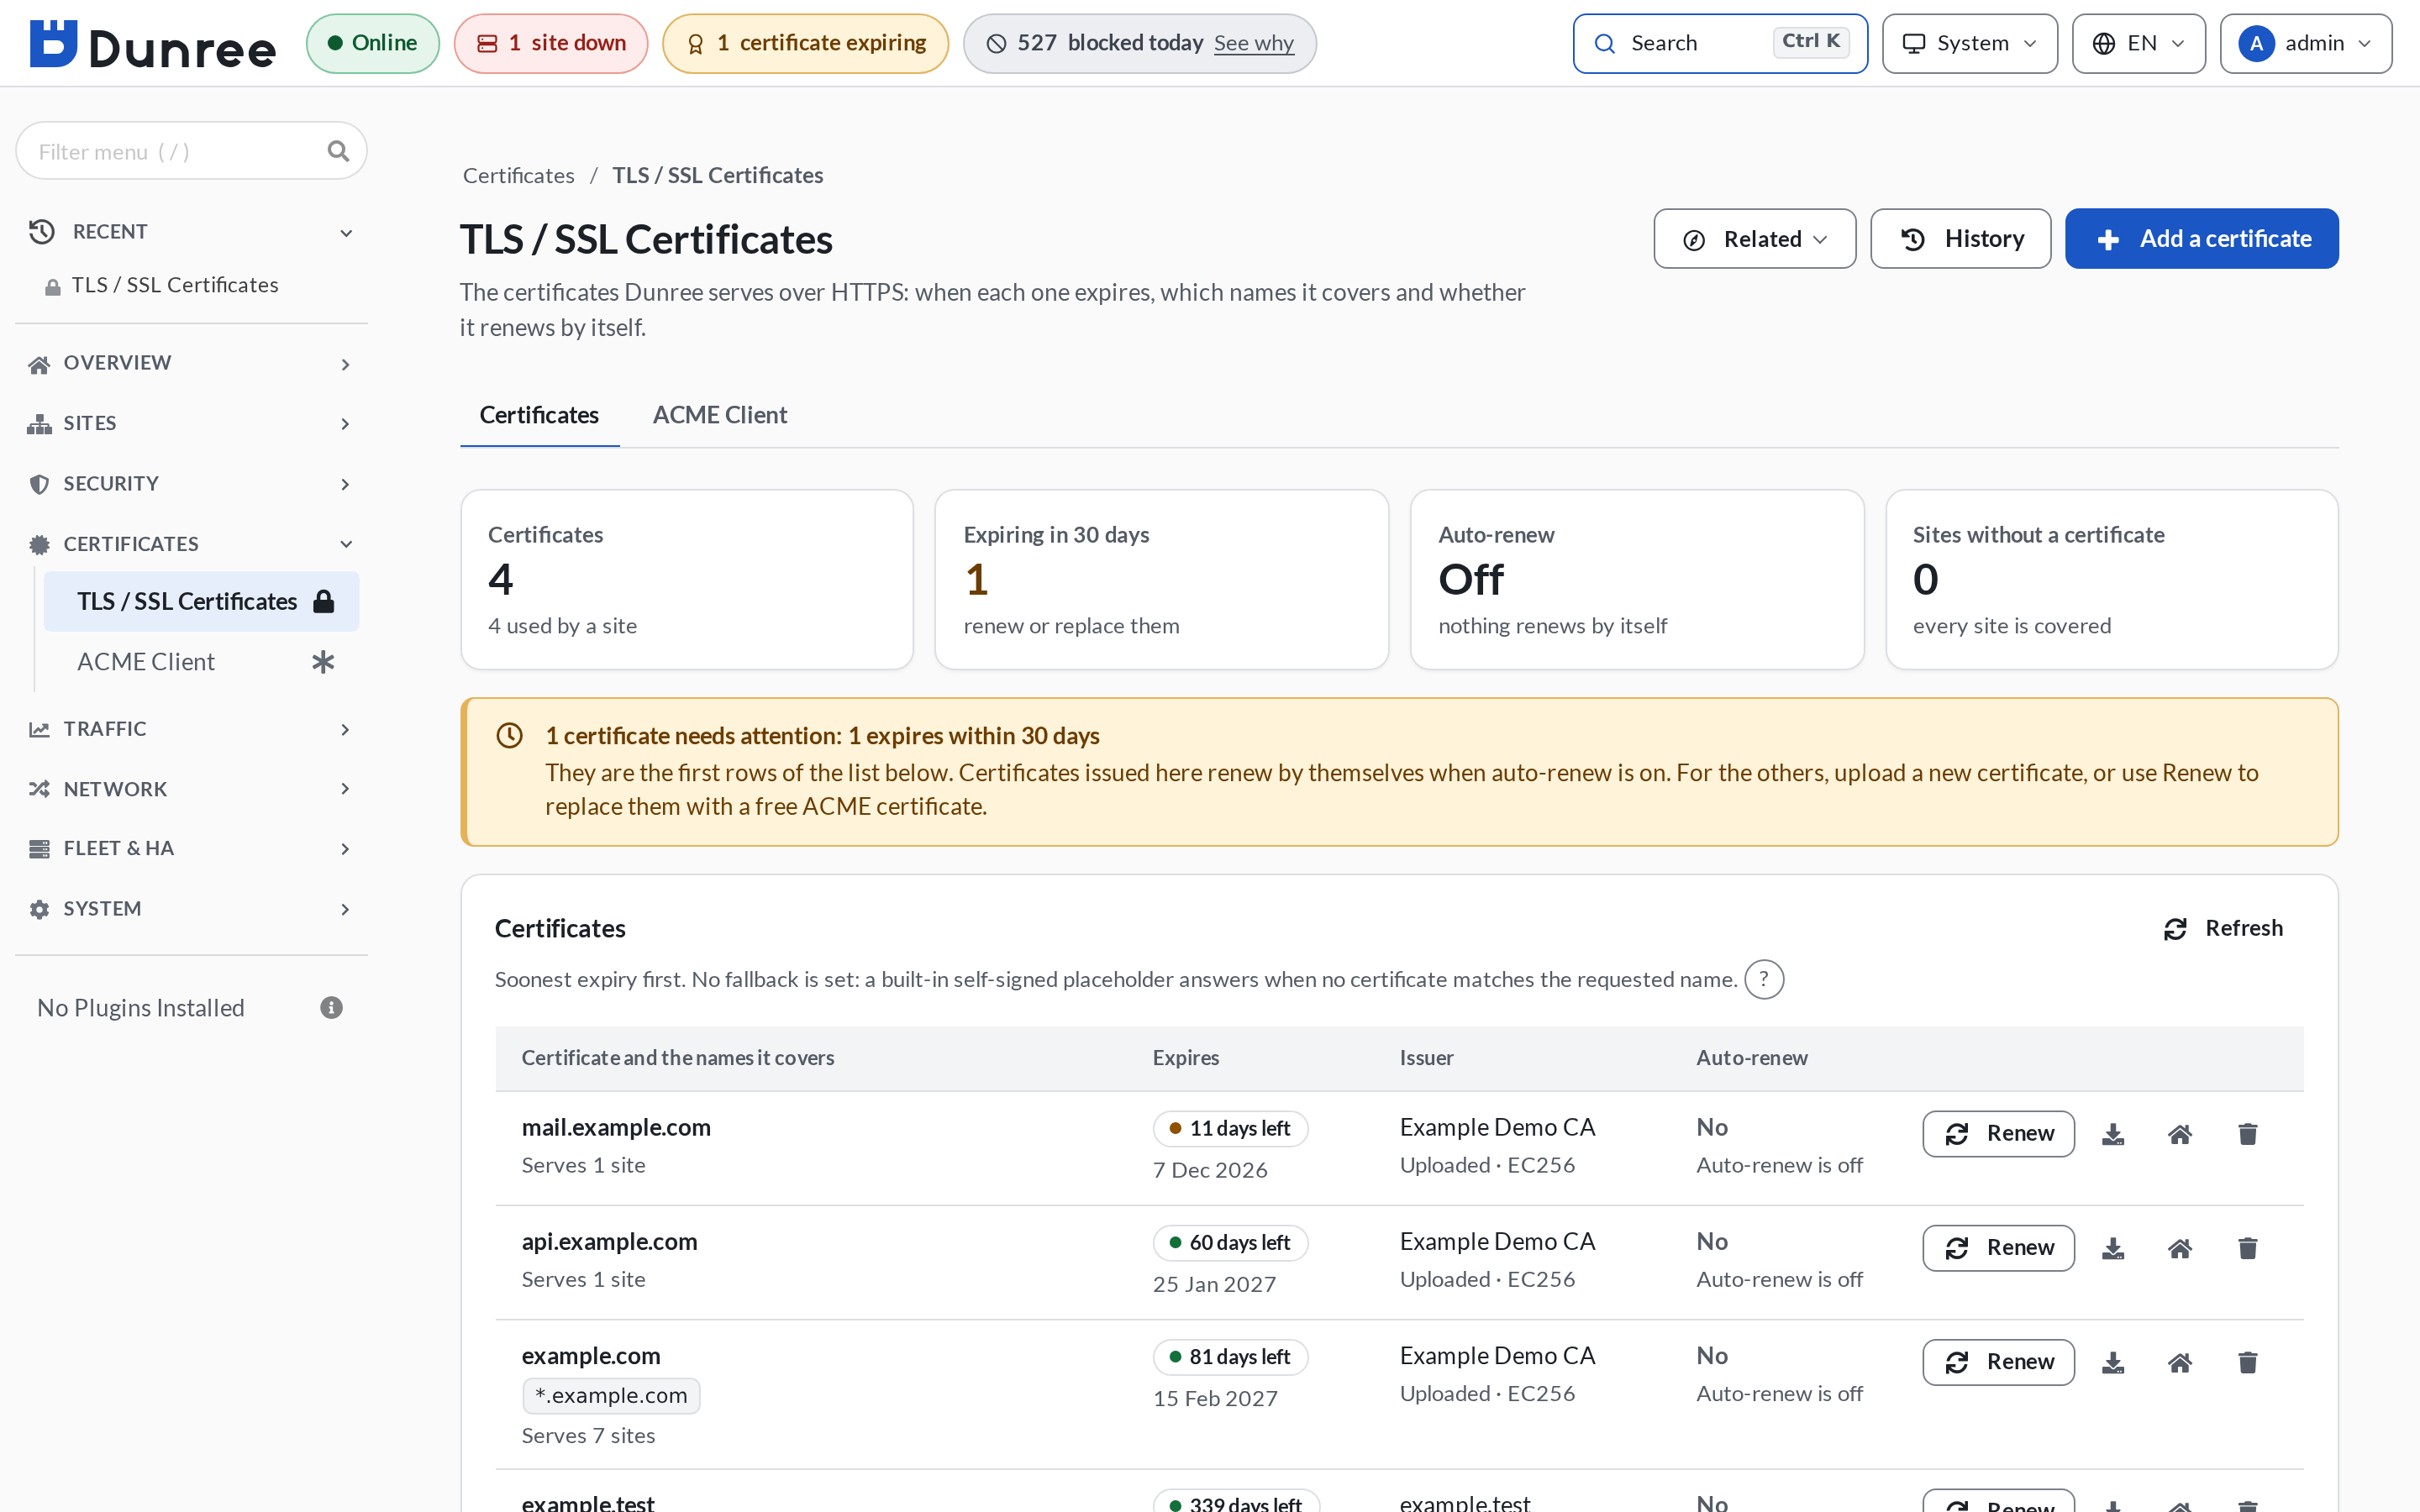 Dunree
Online
1 site down
1 certificate expiring
527 blocked today See why
Search Ctrl K
System
EN
A admin
Filter menu ( / )
RECENT
TLS / SSL Certificates
OVERVIEW
SITES
SECURITY
CERTIFICATES
TLS / SSL Certificates
ACME Client
TRAFFIC
NETWORK
FLEET & HA
SYSTEM
No Plugins Installed
Certificates / TLS / SSL Certificates
TLS / SSL Certificates
Related
History
Add a certificate
The certificates Dunree serves over HTTPS: when each one expires, which names it covers and whether
it renews by itself.
Certificates
ACME Client
Certificates
4
4 used by a site
Expiring in 30 days
1
renew or replace them
Auto-renew
Off
nothing renews by itself
Sites without a certificate
0
every site is covered
1 certificate needs attention: 1 expires within 30 days
They are the first rows of the list below. Certificates issued here renew by themselves when auto-renew is on. For the others, upload a new certificate, or use Renew to
replace them with a free ACME certificate.
Certificates
Refresh
Soonest expiry first. No fallback is set: a built-in self-signed placeholder answers when no certificate matches the requested name. ?
Certificate and the names it covers Expires Issuer Auto-renew
mail.example.com 11 days left Example Demo CA No Renew
Serves 1 site 7 Dec 2026 Uploaded · EC256 Auto-renew is off
api.example.com 60 days left Example Demo CA No Renew
Serves 1 site 25 Jan 2027 Uploaded · EC256 Auto-renew is off
example.com 81 days left Example Demo CA No Renew
*.example.com 15 Feb 2027 Uploaded · EC256 Auto-renew is off
Serves 7 sites
example.test 339 days left example.test No Renew